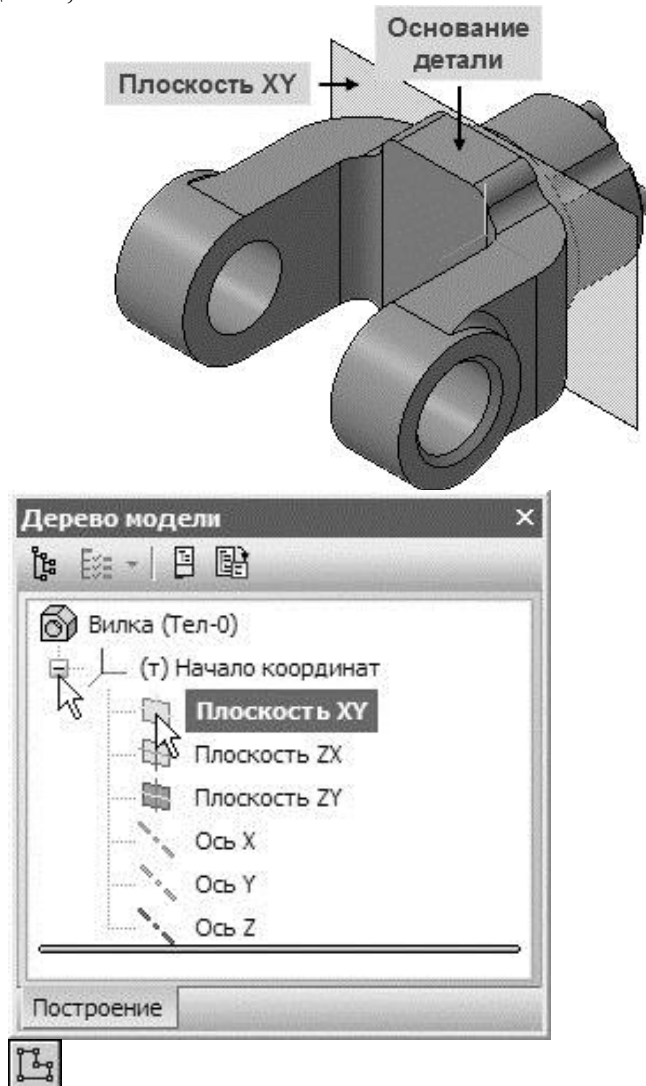 Основание
детали
Плоскость XY
Дерево модели
Вилка (Тел-0)
(т) Начало координат
Плоскость XY
Плоскость ZX
Плоскость ZY
Ось X
Ось Y
Ось Z
Построение